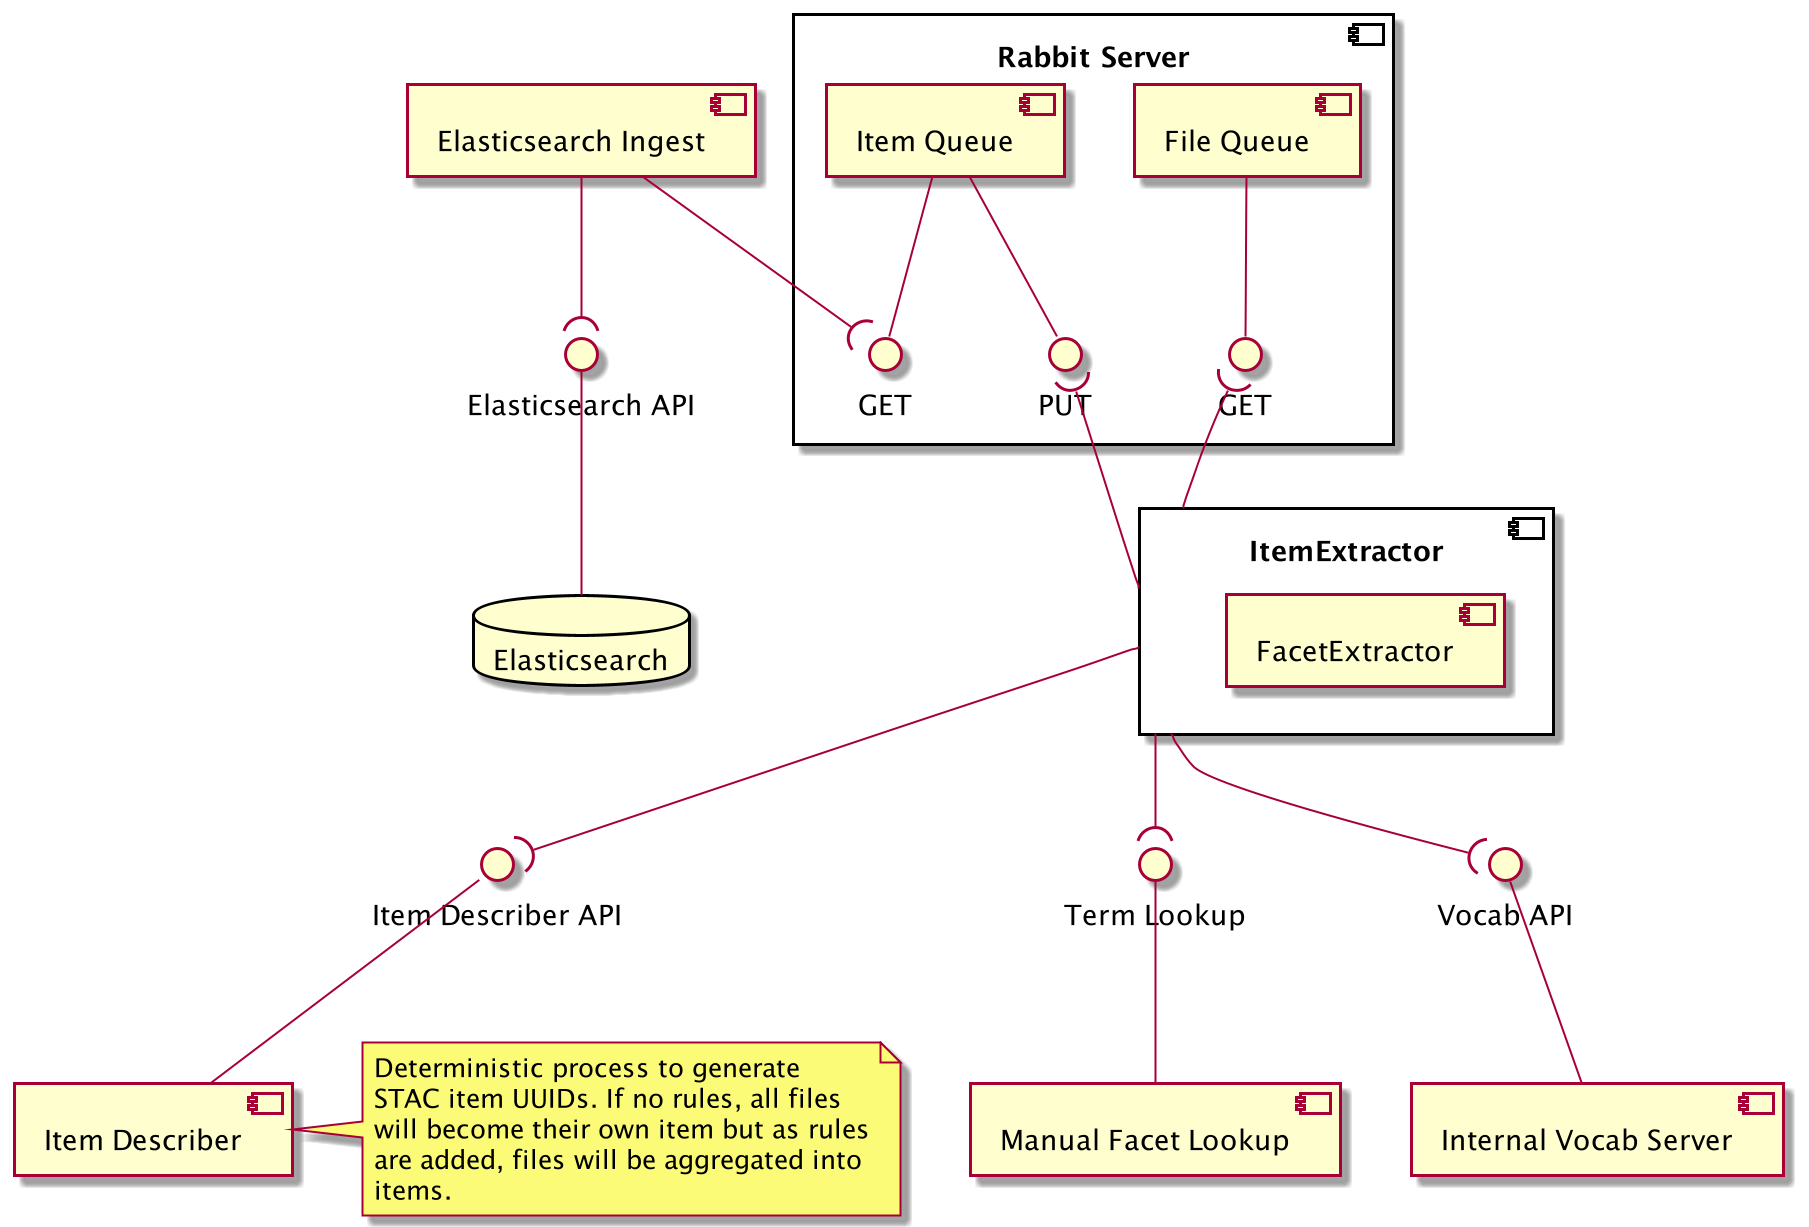 Rabbit Server
Elasticsearch Ingest
Item Queue
File Queue
Elasticsearch API
GET
PUT
GET
ItemExtractor
FacetExtractor
Elasticsearch
Item Describer API
Term Lookup
Vocab API
Deterministic process to generate
STAC item UUIDs. If no rules, all files
will become their own item but as rules
are added, files will be aggregated into
items.
Item Describer
Manual Facet Lookup
Internal Vocab Server